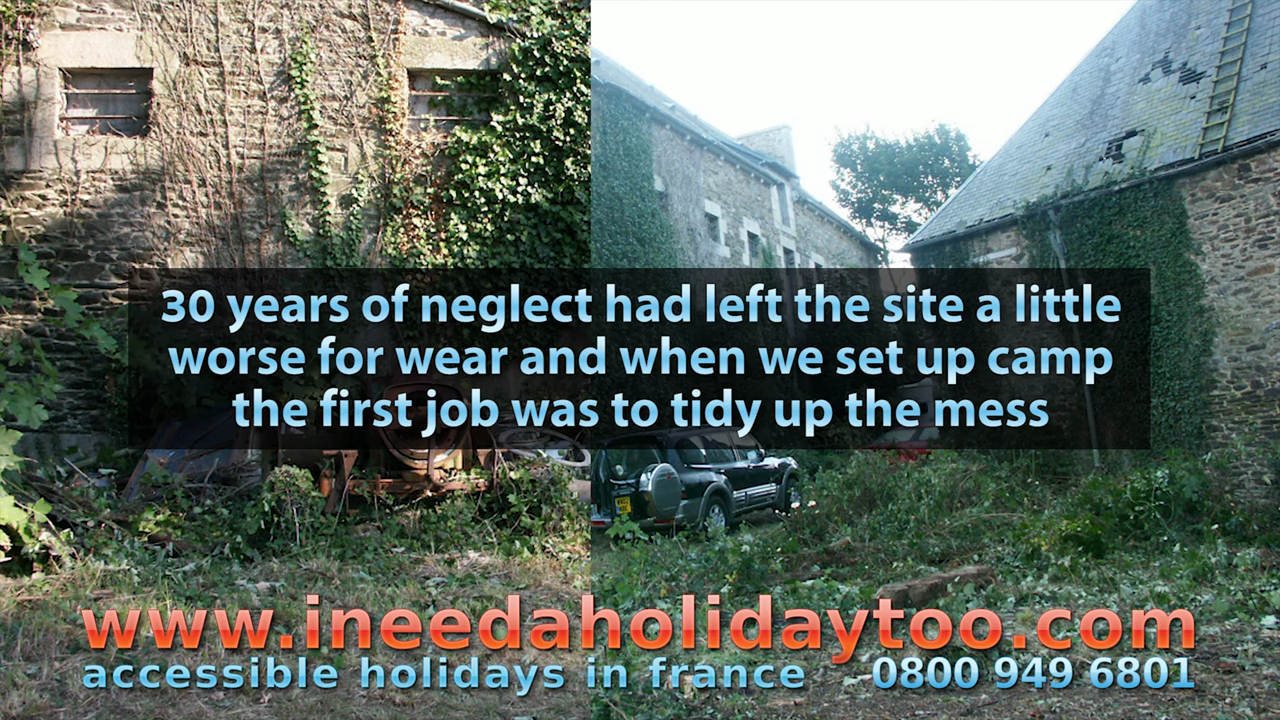 30 years of neglect had left the site a little
worse for wear and when we set up camp
the first job was to tidy up the mess
www.ineedaholidaytoo.com
accessible holidays in france 0800 949 6801